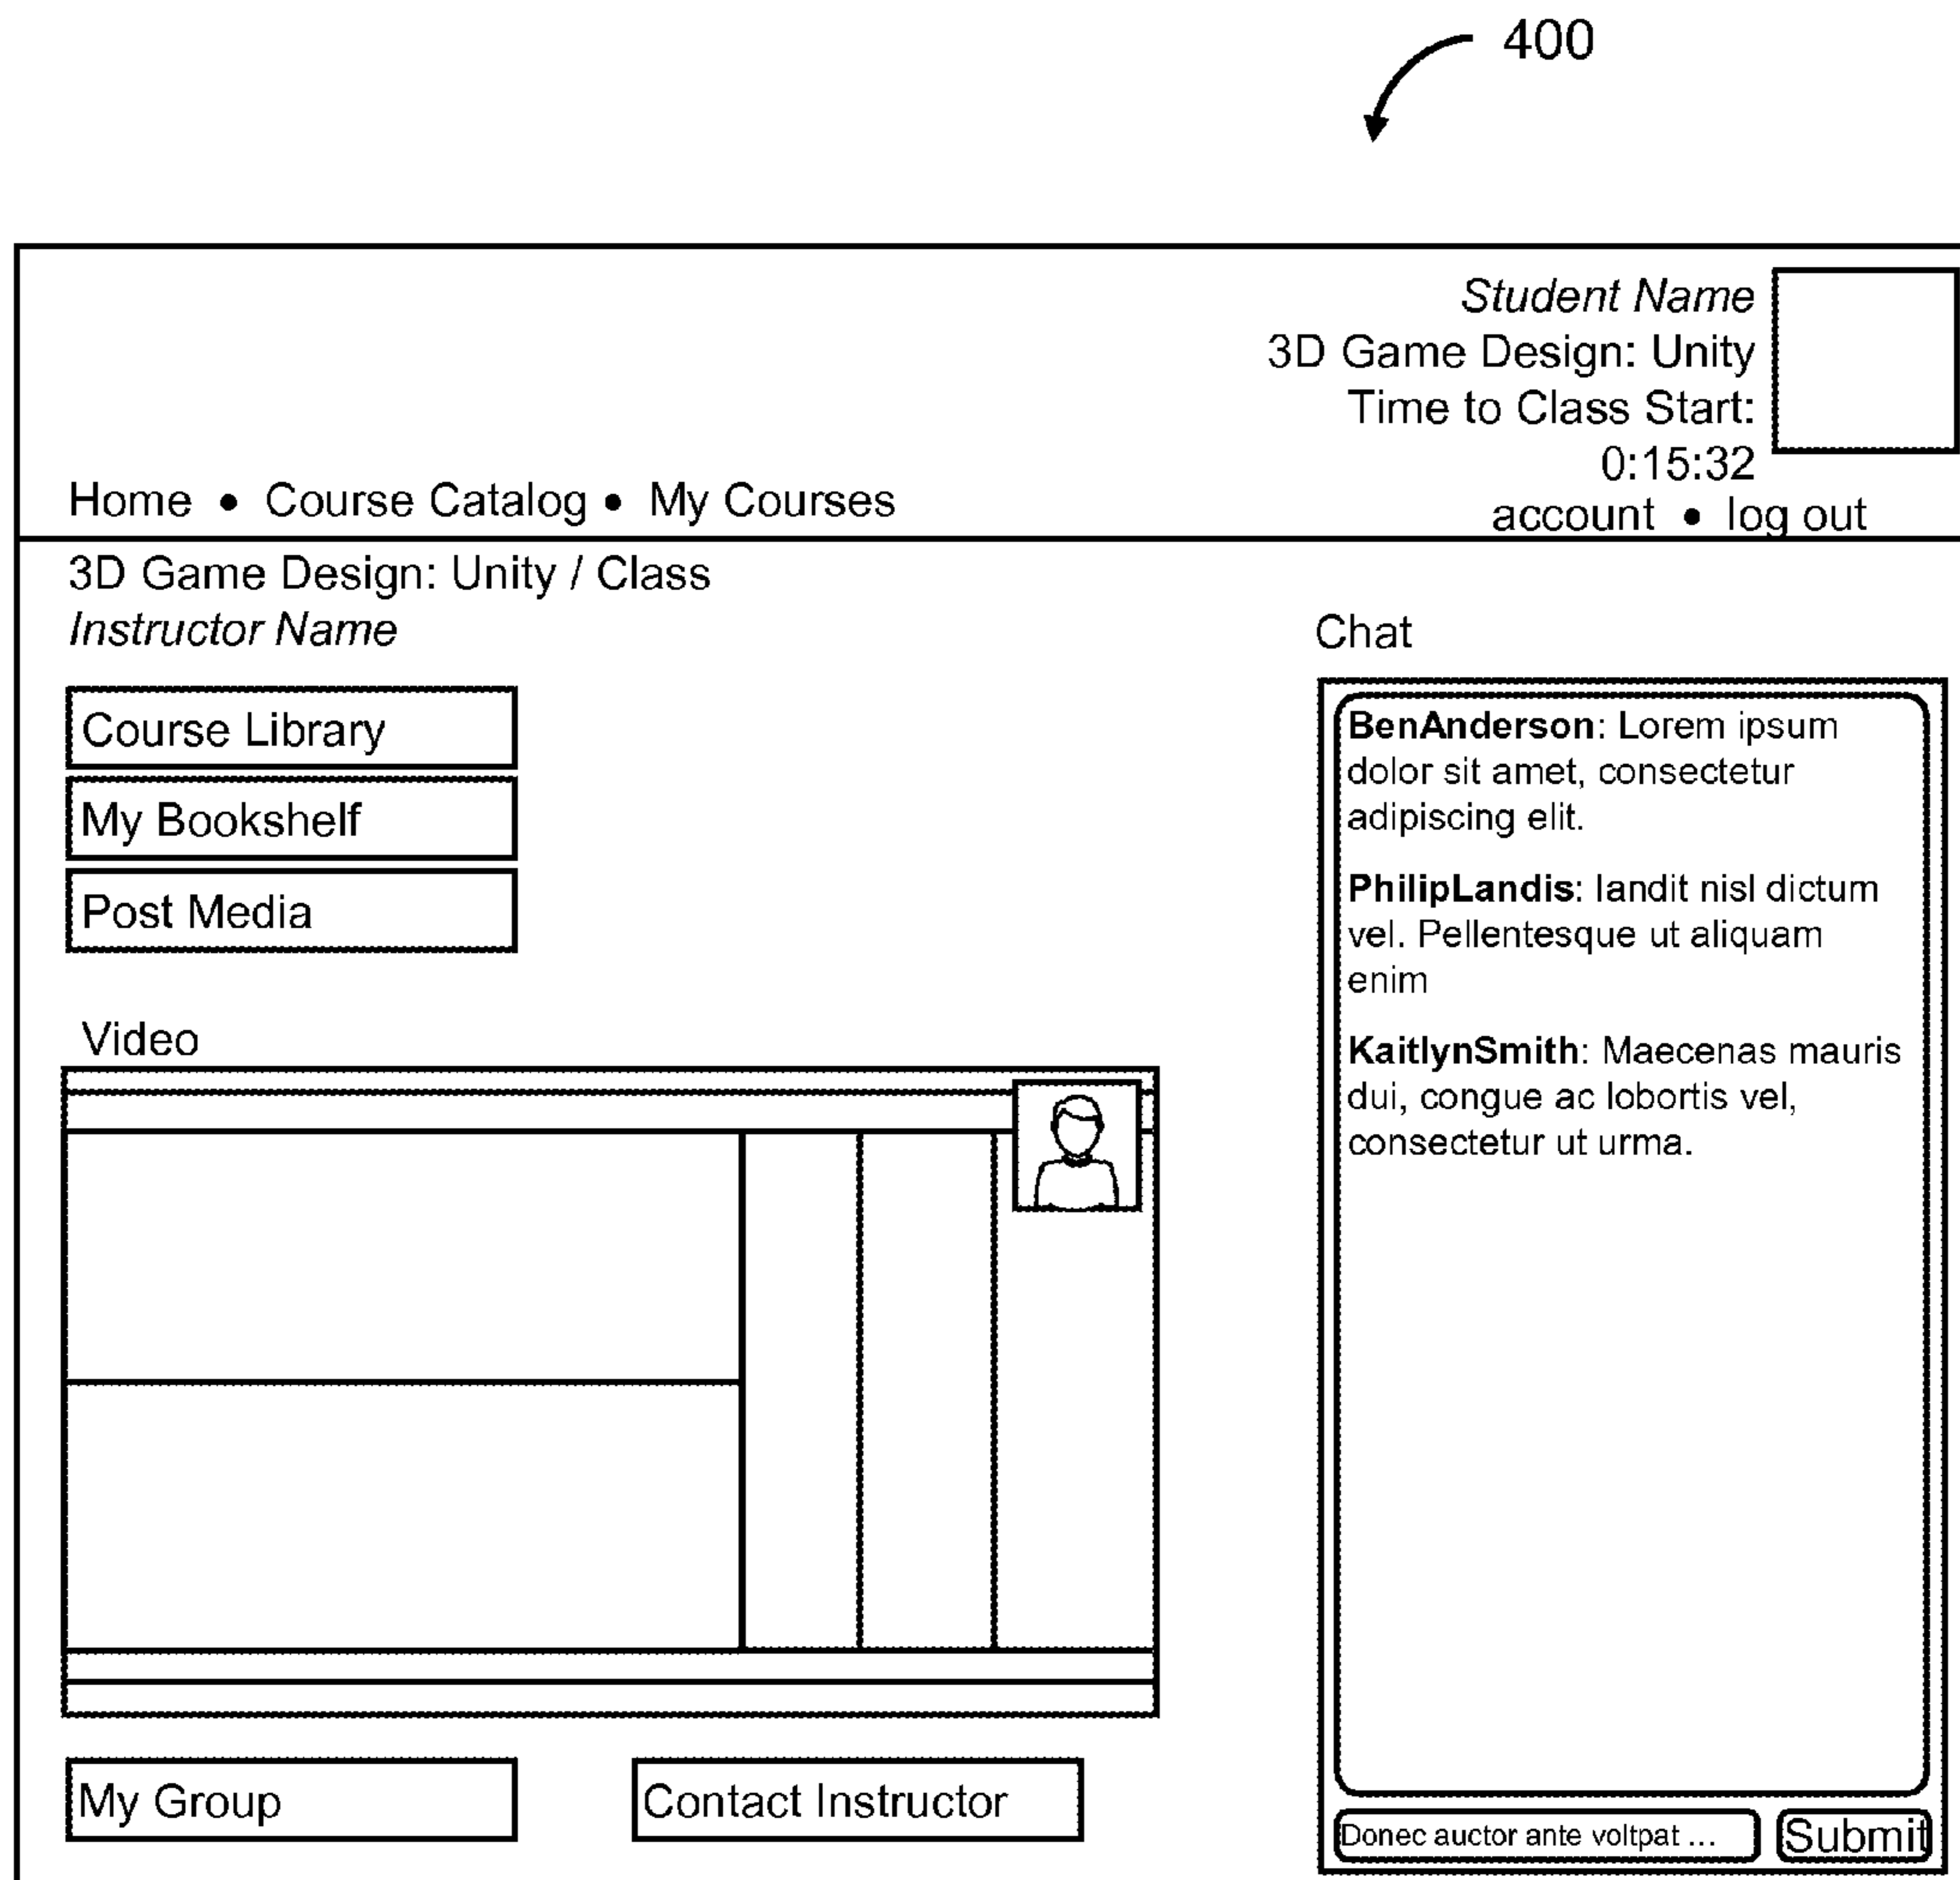 400
Student Name
3D Game Design: Unity
Time to Class Start:
0:15:32
Home • Course Catalog • My Courses
account • log out
3D Game Design: Unity / Class
Instructor Name
Course Library
My Bookshelf
Post Media
Video
My Group
Contact Instructor
Chat
BenAnderson: Lorem ipsum
dolor sit amet, consectetur
adipiscing elit.
PhilipLandis: landit nisl dictum
vel. Pellentesque ut aliquam
enim
KaitlynSmith: Maecenas mauris
dui, congue ac lobortis vel,
consectetur ut urma.
Donec auctor ante voltpat ...
Submit